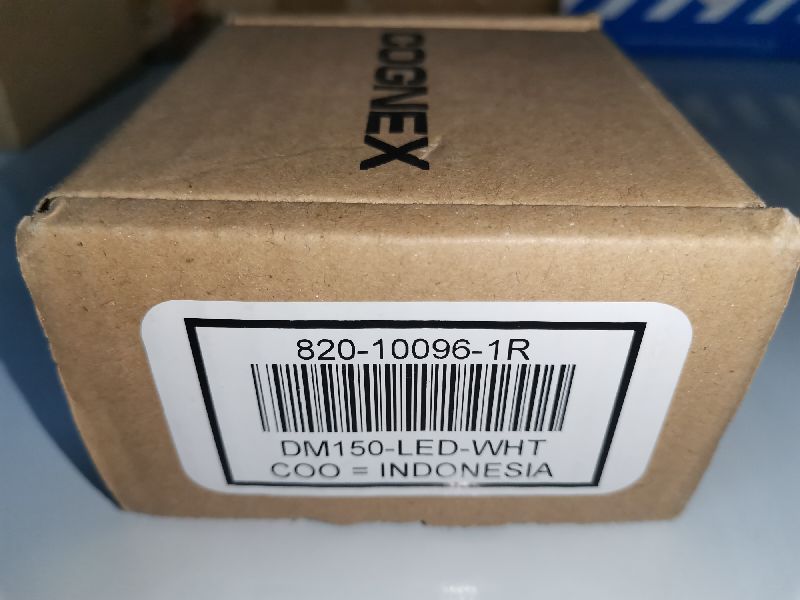 COGNEX
820-10096-1R
DM150-LED-WHT
COO = INDONESIA